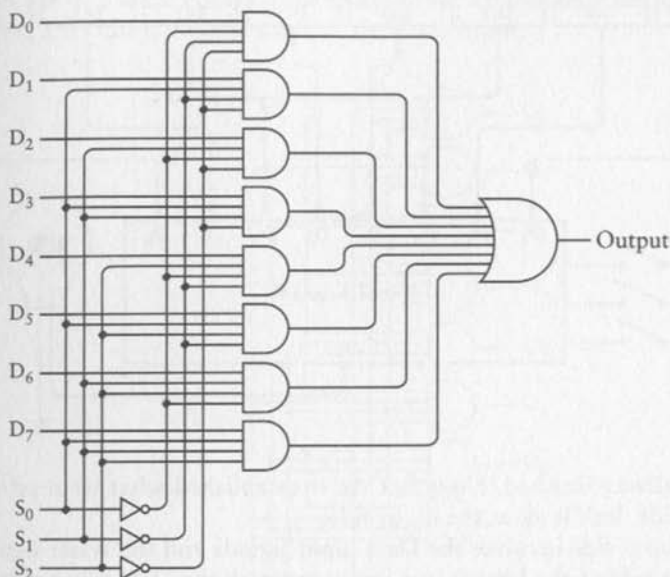 D₀
D₁
D₂
D₃
D₄
D₅
D₆
D₇
Output
S₀
S₁
S₂